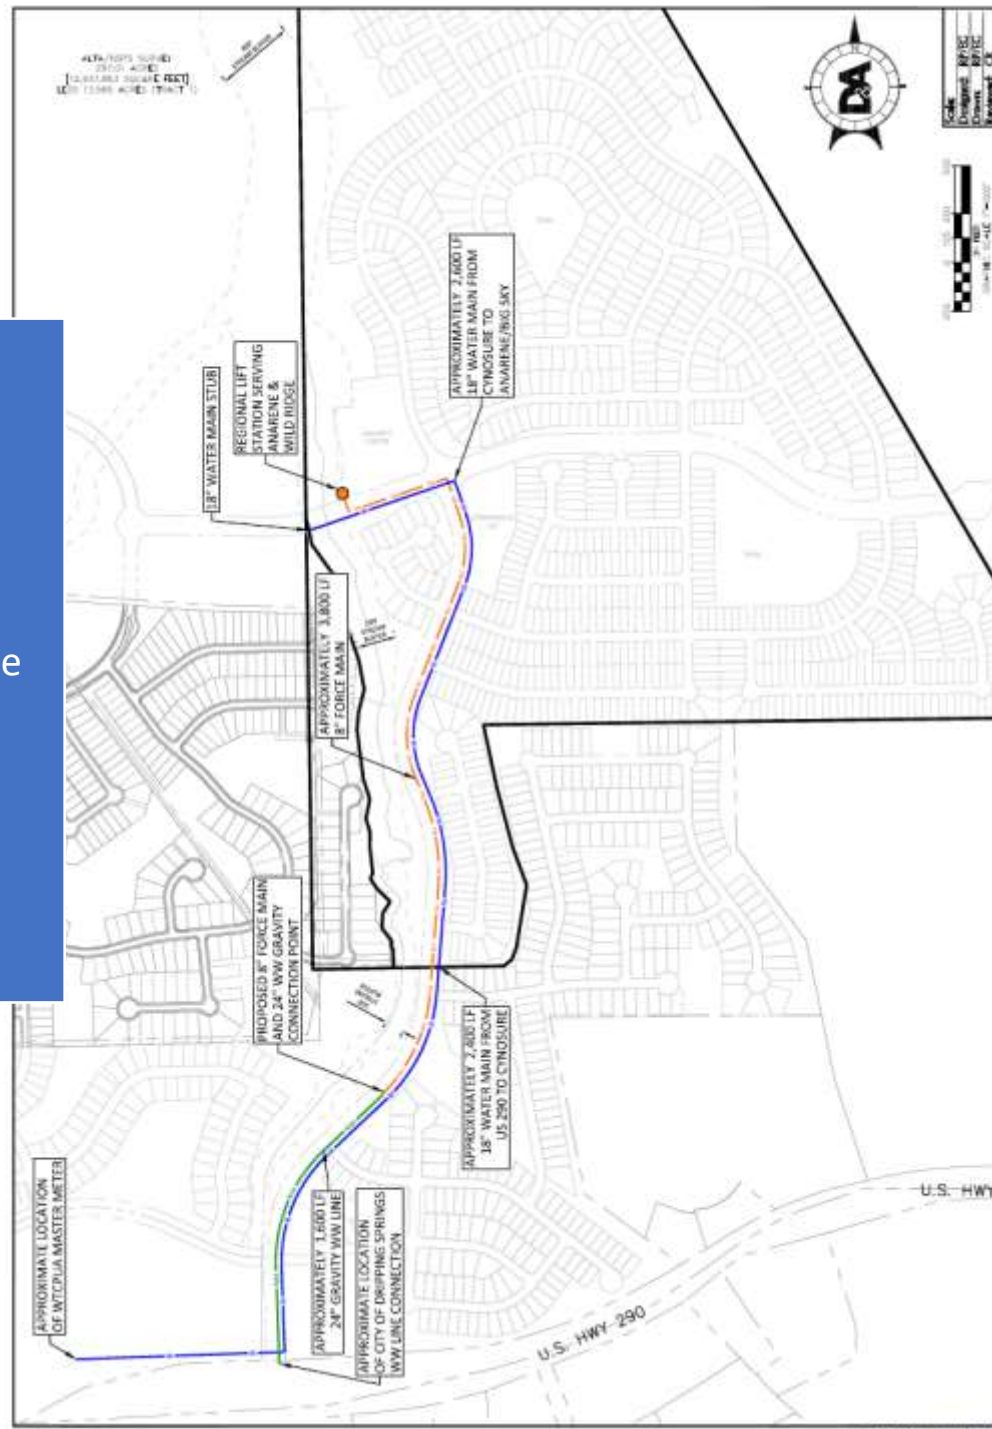 e
18" WATER MAIN STUB
REGIONAL LIFT
STATION SERVING
ANARENE &
WILD RIDGE
APPROXIMATELY 2,600 LF
18" WATER MAIN FROM
CYNOSURE TO
ANARENE/BIG SKY
APPROXIMATELY 3,800 LF
8" FORCE MAIN
PROPOSED 8" FORCE MAIN
AND 24" WW GRAVITY
CONNECTION POINT
APPROXIMATELY 2,400 LF
18" WATER MAIN FROM
US 290 TO CYNOSURE
APPROXIMATE LOCATION
OF WTCPUA MASTER METER
APPROXIMATELY 1,600 LF
24" GRAVITY WW LINE
APPROXIMATE LOCATION
OF CITY OF DRIPPING SPRINGS
WW LINE CONNECTION
U.S. HWY 290
U.S. HWY
D&A
Scale:
Designed:
Drawn:
Reviewed: